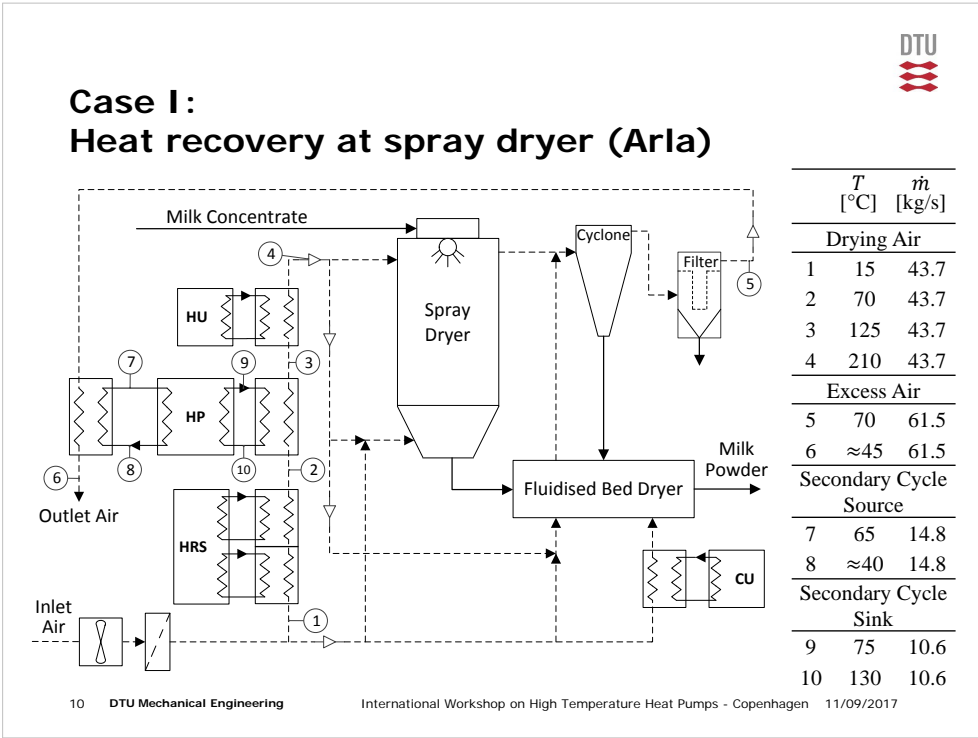 DTU
Case I:
Heat recovery at spray dryer (Arla)
Milk Concentrate
4
HU
7
9
3
HP
6
8
10
2
Outlet Air
HRS
Inlet
Air
1
Spray
Dryer
Cyclone
Filter
5
Milk
Powder
Fluidised Bed Dryer
CU
T ṁ
[°C] [kg/s]
Drying Air
1 15 43.7
2 70 43.7
3 125 43.7
4 210 43.7
Excess Air
5 70 61.5
6 ≈45 61.5
Secondary Cycle
Source
7 65 14.8
8 ≈40 14.8
Secondary Cycle
Sink
9 75 10.6
10 130 10.6
10 DTU Mechanical Engineering International Workshop on High Temperature Heat Pumps - Copenhagen 11/09/2017